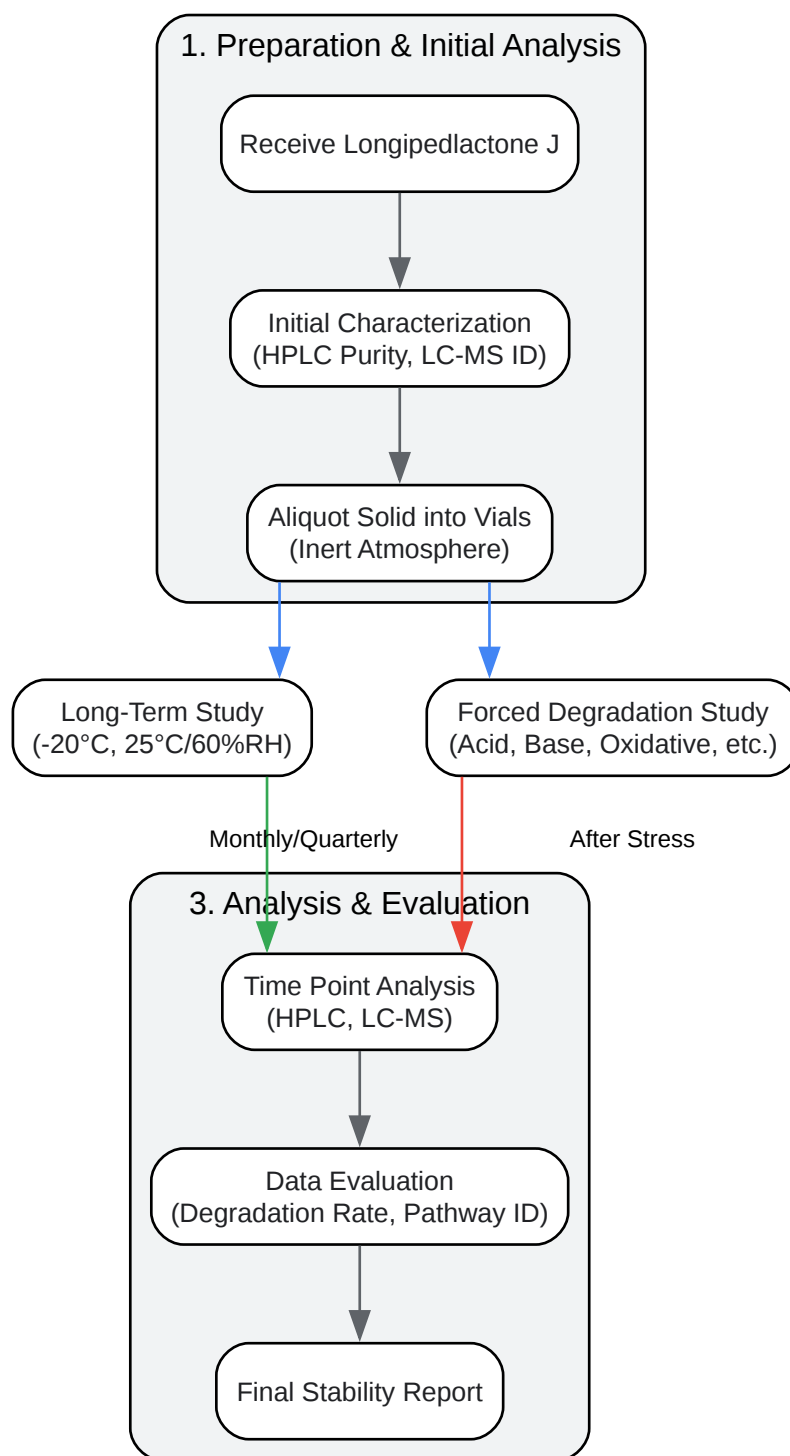 1. Preparation & Initial Analysis
Receive Longipedlactone J
Initial Characterization
(HPLC Purity, LC-MS ID)
Aliquot Solid into Vials
(Inert Atmosphere)
Long-Term Study
(-20°C, 25°C/60%RH)
Forced Degradation Study
(Acid, Base, Oxidative, etc.)
Monthly/Quarterly
After Stress
3. Analysis & Evaluation
Time Point Analysis
(HPLC, LC-MS)
Data Evaluation
(Degradation Rate, Pathway ID)
Final Stability Report